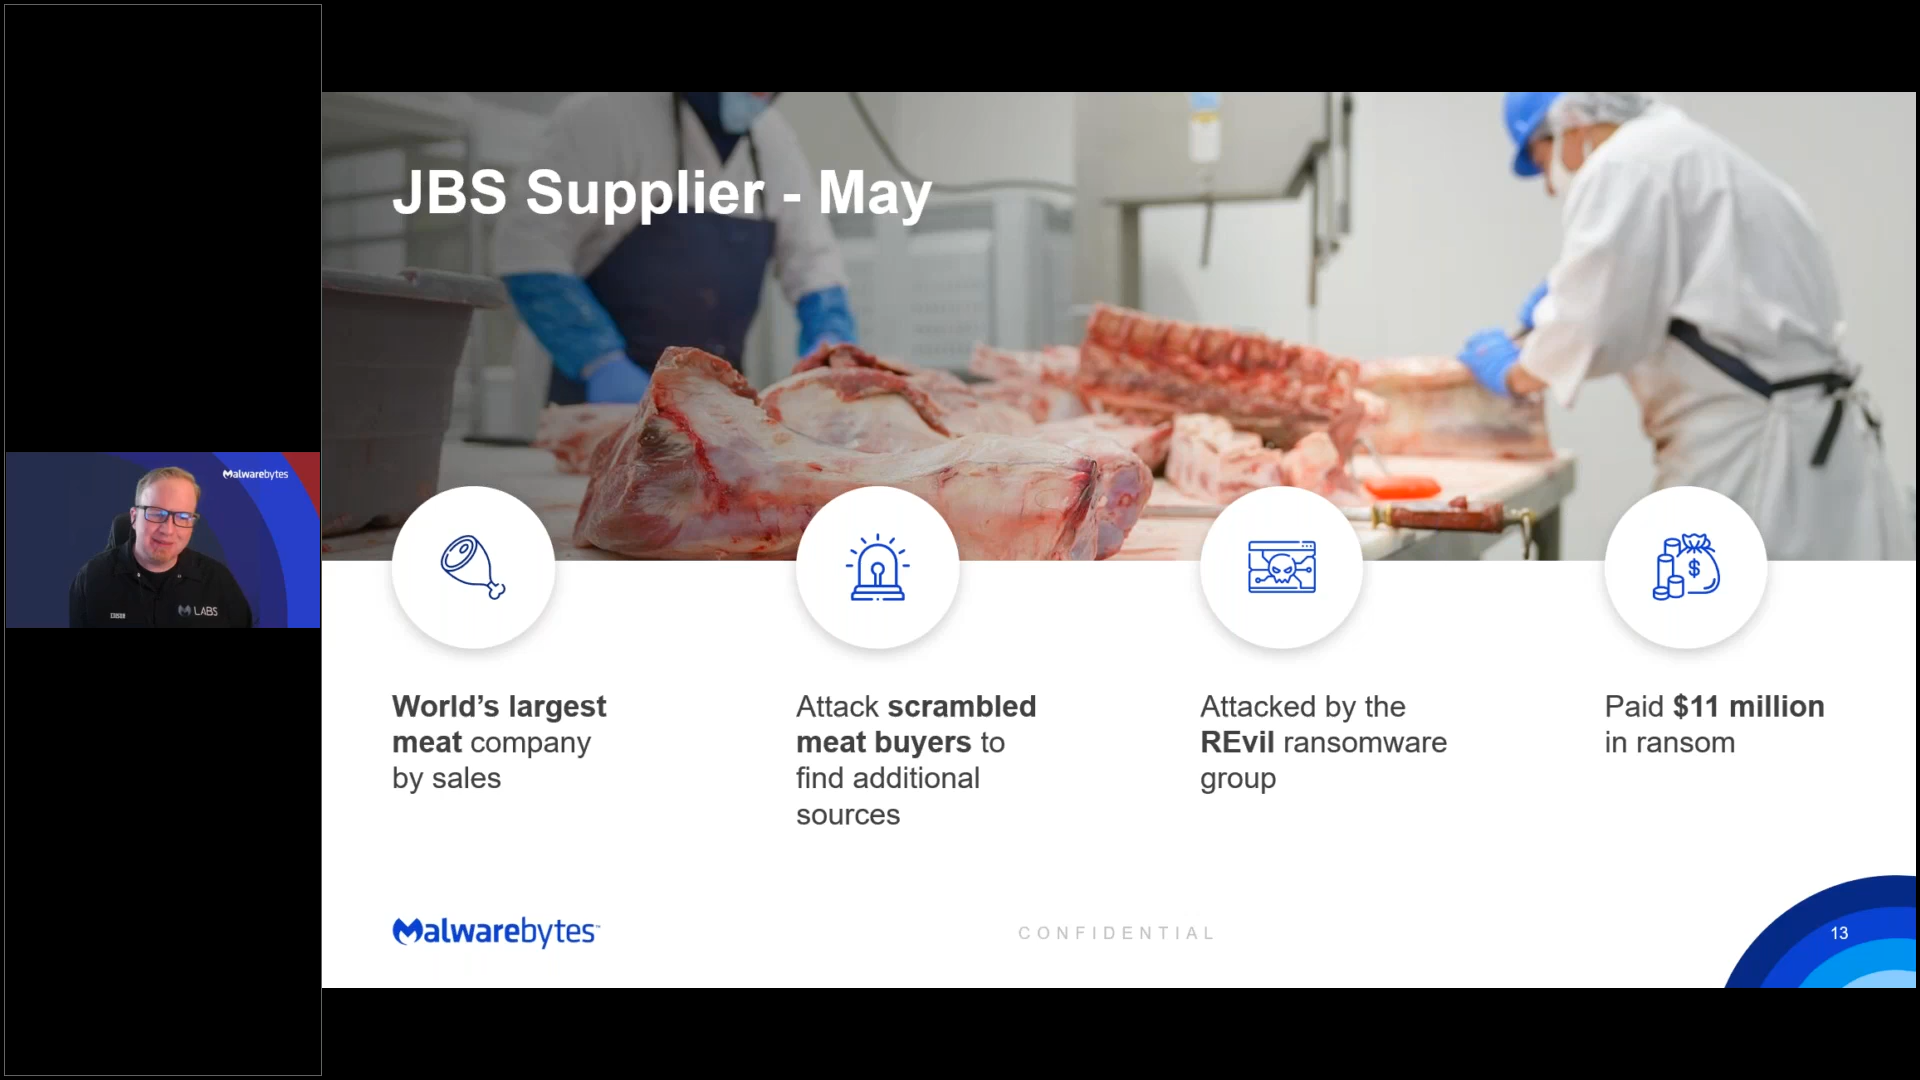 JBS Supplier - May
Malwarebytes
LABS
$
World’s largest
meat company
by sales
Attack scrambled
meat buyers to
find additional
sources
Attacked by the
REvil ransomware
group
Paid $11 million
in ransom
Malwarebytes
CONFIDENTIAL
13